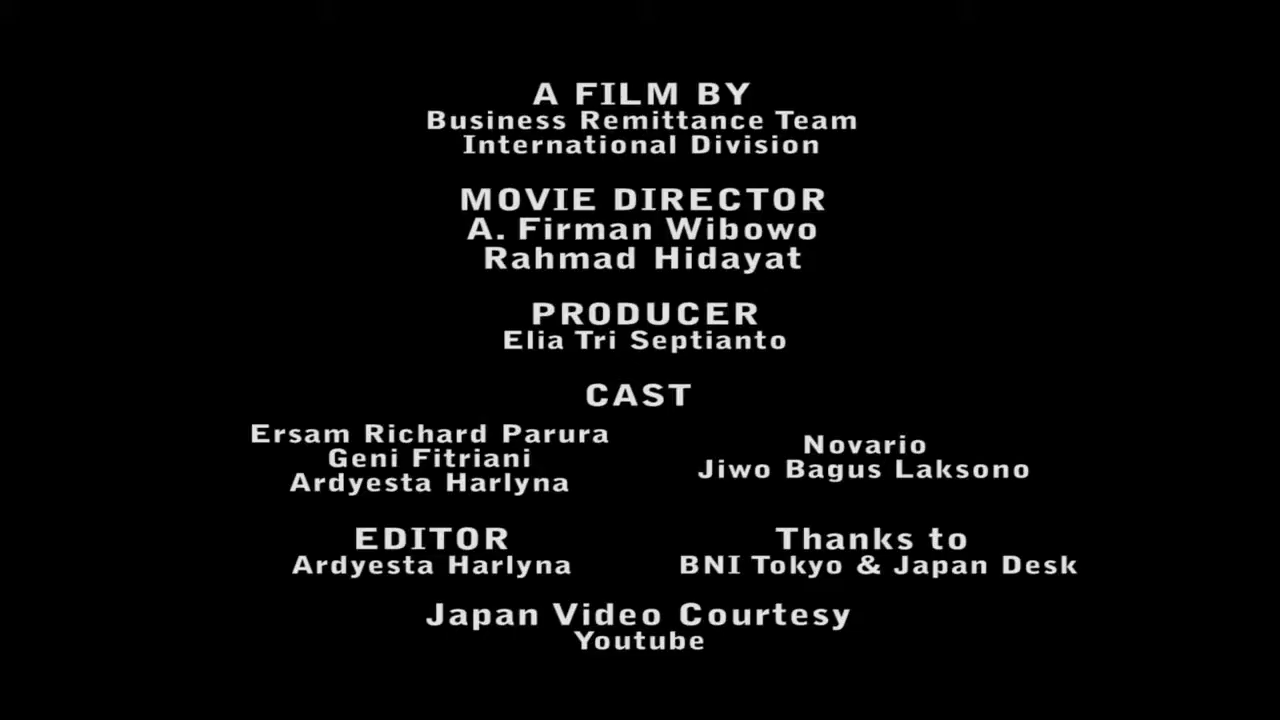 A FILM BY
Business Remittance Team
International Division
MOVIE DIRECTOR
A. Firman Wibowo
Rahmad Hidayat
PRODUCER
Elia Tri Septianto
CAST
Ersam Richard Parura
Geni Fitriani
Ardyesta Harlyna
Novario
Jiwo Bagus Laksono
EDITOR
Ardyesta Harlyna
Thanks to
BNI Tokyo & Japan Desk
Japan Video Courtesy
Youtube